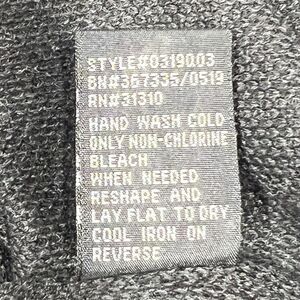 STYLE#0319003
BN#367335/0519
RN#31310
HAND WASH COLD
ONLY NON-CHLORINE
BLEACH
WHEN NEEDED
RESHAPE AND
LAY FLAT TO DRY
COOL IRON ON
REVERSE